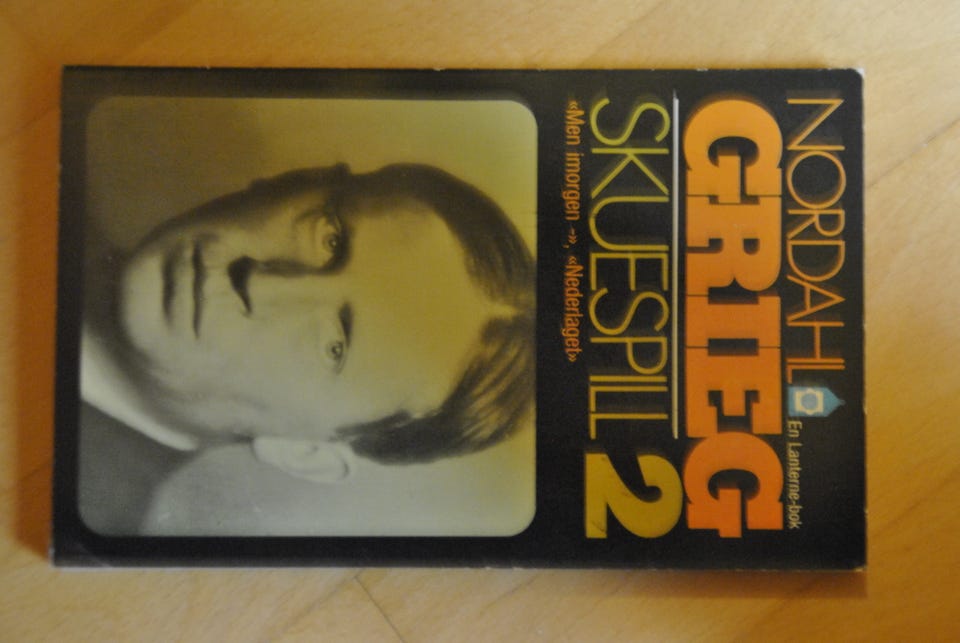 NORDAHL
En Lanterne-bok
GRIEG
SKUESPILL 2
«Men imorgen –», «Nederlaget»